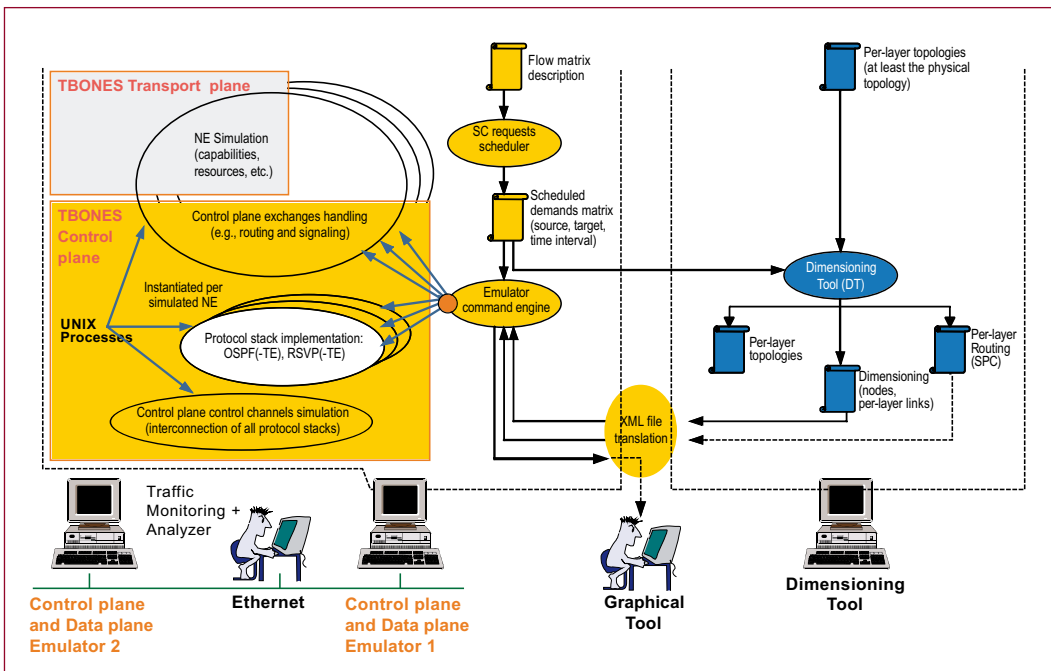 TBONES Transport plane
NE Simulation
(capabilities,
resources, etc.)
TBONES
Control
plane
Control plane exchanges handling
(e.g., routing and signaling)
Instantiated per
simulated NE
UNIX
Processes
Protocol stack implementation:
OSPF(-TE), RSVP(-TE)
Control plane control channels simulation
(interconnection of all protocol stacks)
Flow matrix
description
SC requests
scheduler
Scheduled
demands matrix
(source, target,
time interval)
Emulator
command engine
XML file
translation
Per-layer topologies
(at least the physical
topology)
Dimensioning
Tool (DT)
Per-layer
topologies
Per-layer
Routing
(SPC)
Dimensioning
(nodes,
per-layer links)
Traffic
Monitoring +
Analyzer
Control plane
and Data plane
Emulator 2
Ethernet
Control plane
and Data plane
Emulator 1
Graphical
Tool
Dimensioning
Tool